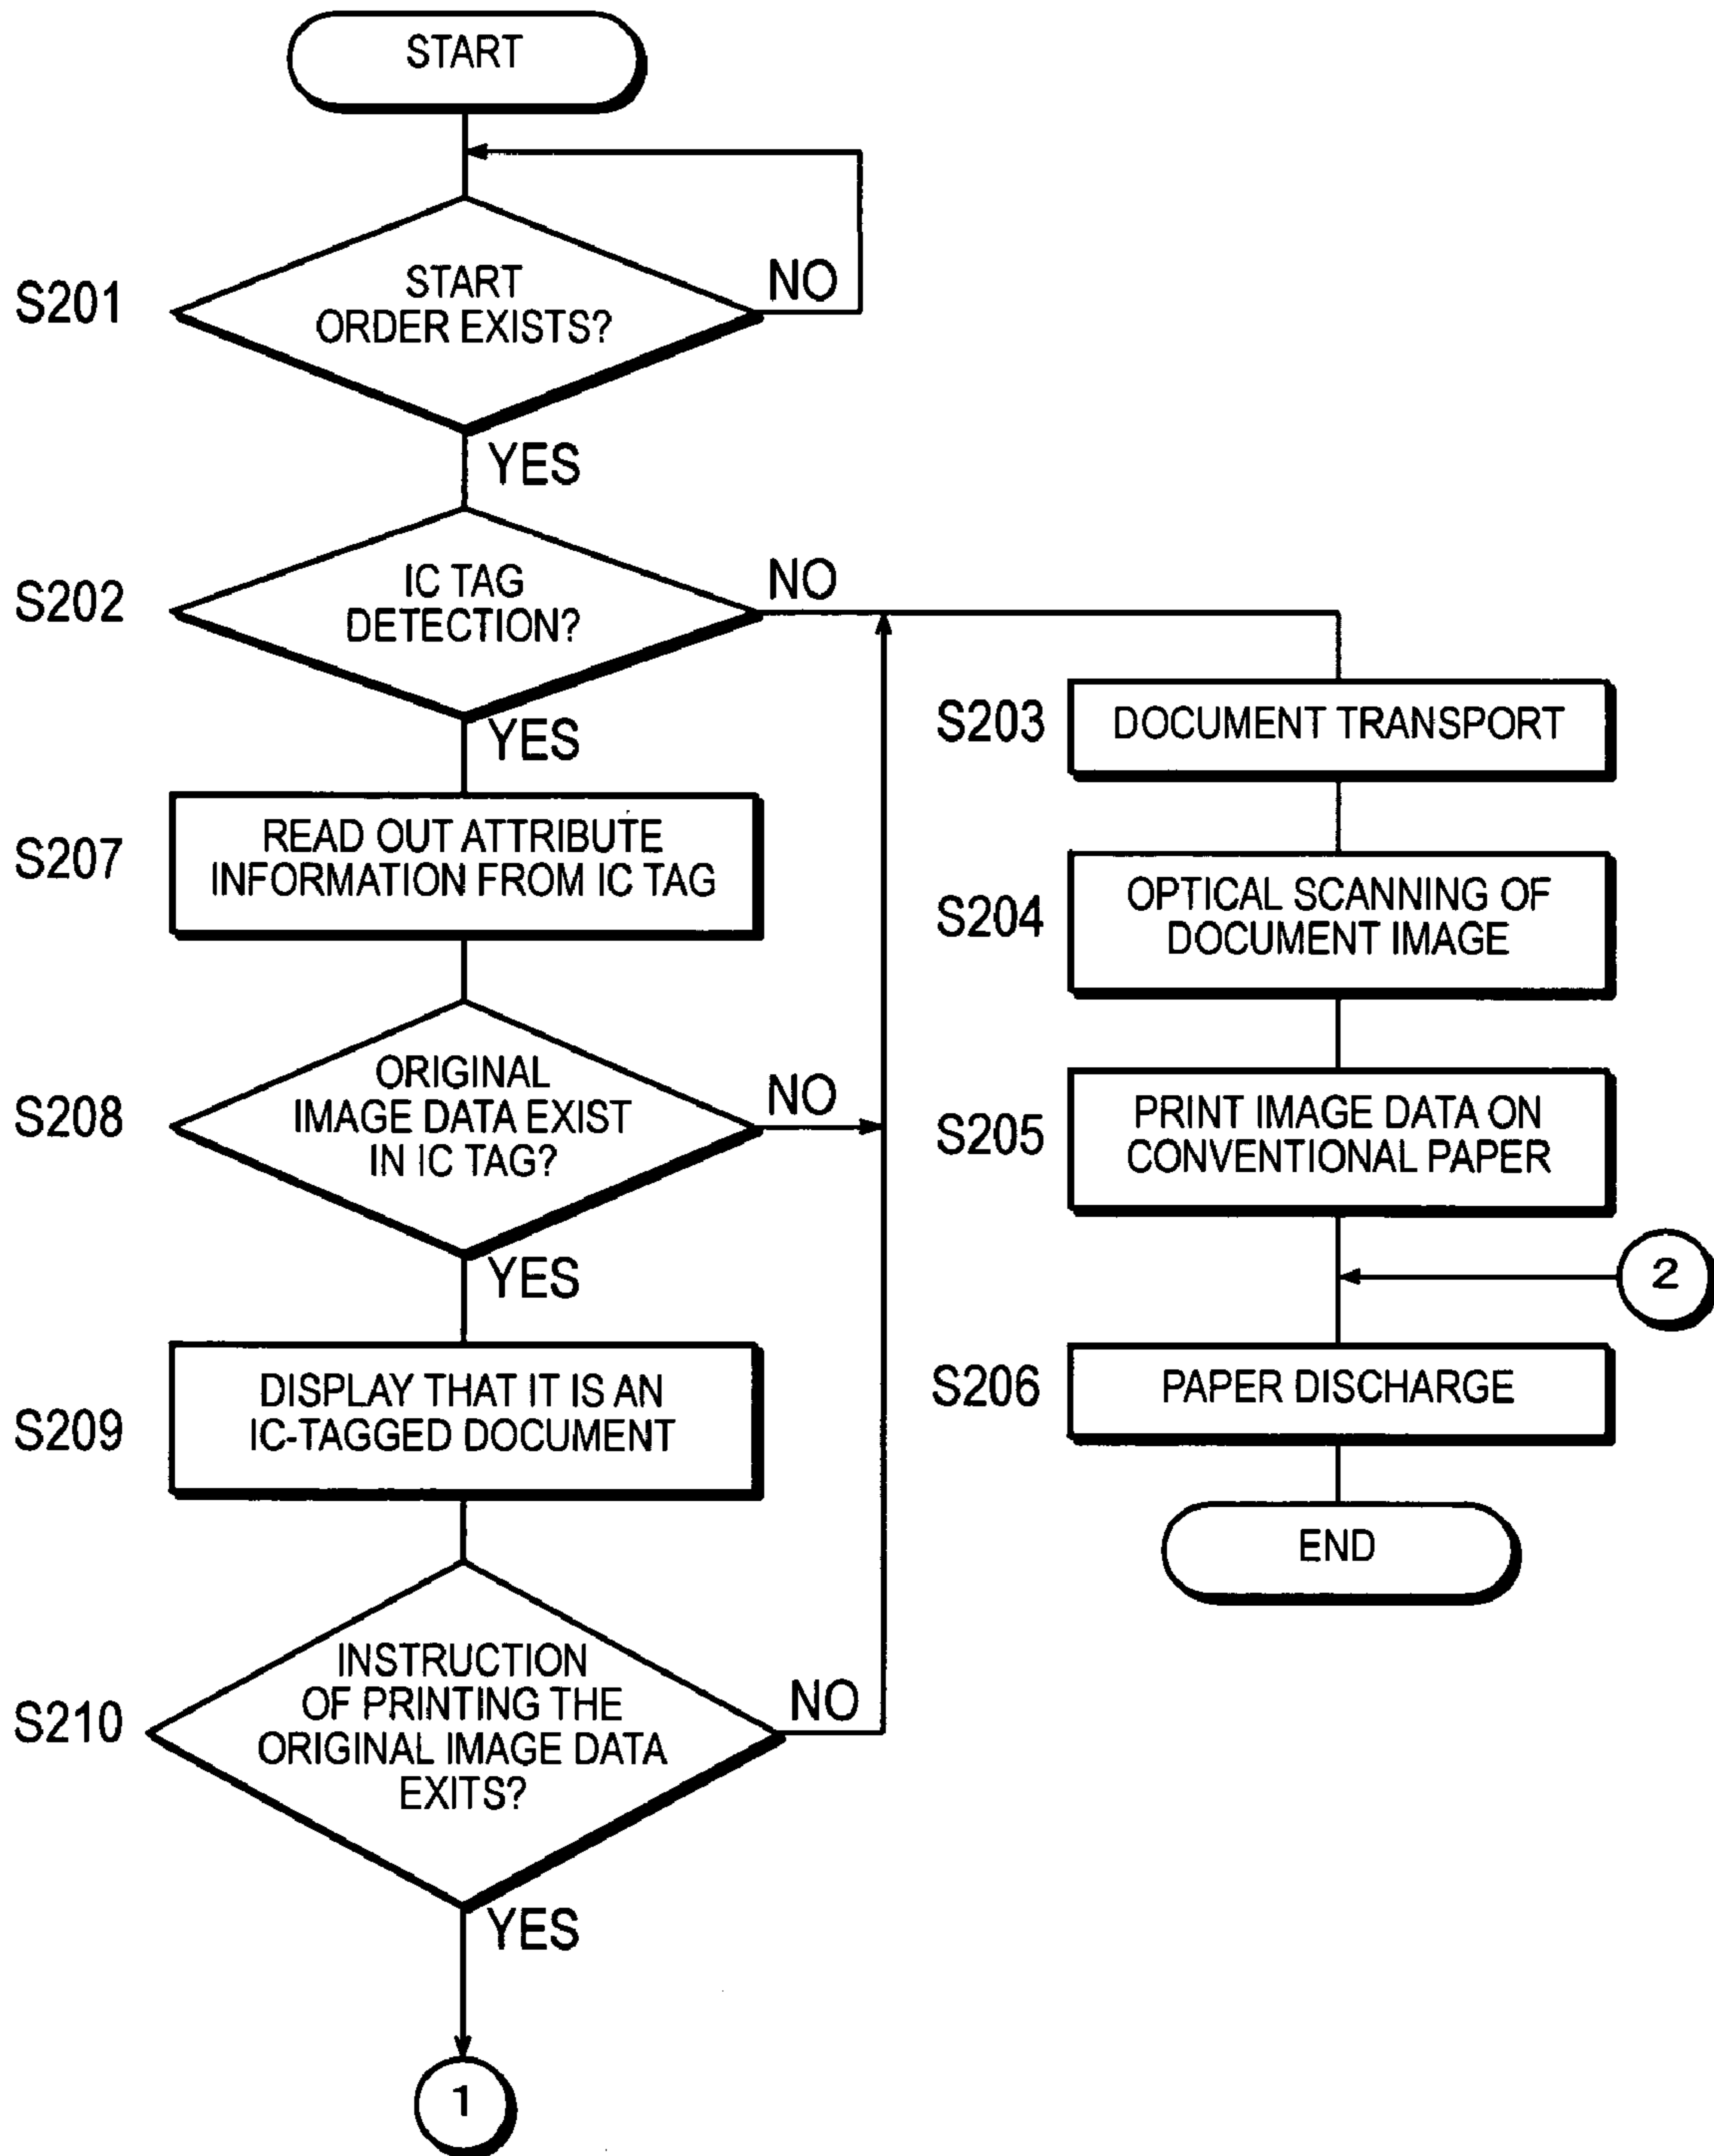 START
S201
START
ORDER EXISTS?
NO
YES
S202
IC TAG
DETECTION?
NO
YES
S207
READ OUT ATTRIBUTE
INFORMATION FROM IC TAG
S208
ORIGINAL
IMAGE DATA EXIST
IN IC TAG?
NO
YES
S209
DISPLAY THAT IT IS AN
IC-TAGGED DOCUMENT
S210
INSTRUCTION
OF PRINTING THE
ORIGINAL IMAGE DATA
EXITS?
NO
YES
1
S203
DOCUMENT TRANSPORT
S204
OPTICAL SCANNING OF
DOCUMENT IMAGE
S205
PRINT IMAGE DATA ON
CONVENTIONAL PAPER
2
S206
PAPER DISCHARGE
END